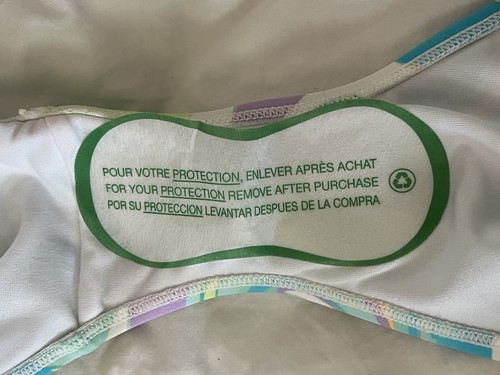 POUR VOTRE PROTECTION, ENLEVER APRÈS ACHAT
FOR YOUR PROTECTION REMOVE AFTER PURCHASE
POR SU PROTECCION LEVANTAR DESPUES DE LA COMPRA